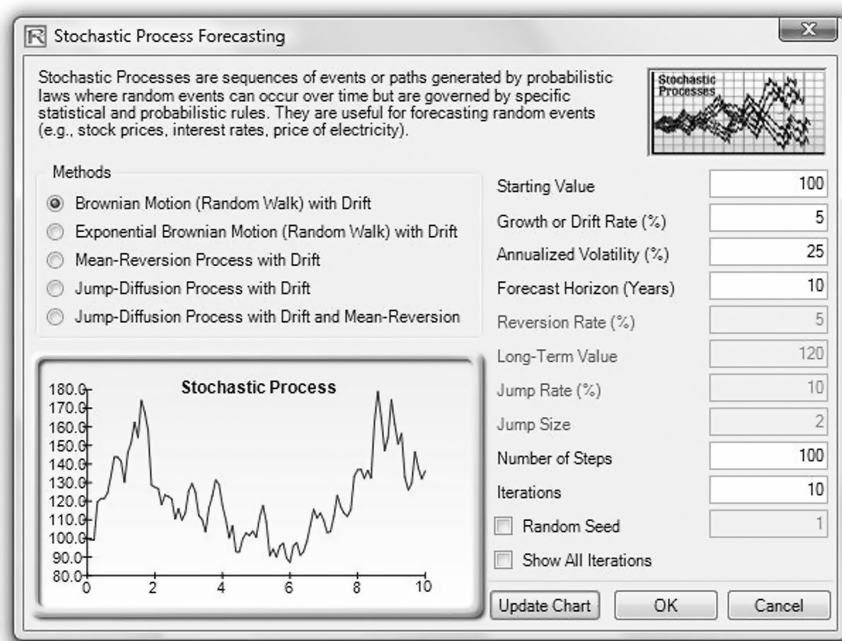 Stochastic Process Forecasting
Stochastic Processes are sequences of events or paths generated by probabilistic
laws where random events can occur over time but are governed by specific
statistical and probabilistic rules. They are useful for forecasting random events
(e.g., stock prices, interest rates, price of electricity).
Stochastic
Processes
Methods
Brownian Motion (Random Walk) with Drift
Exponential Brownian Motion (Random Walk) with Drift
Mean-Reversion Process with Drift
Jump-Diffusion Process with Drift
Jump-Diffusion Process with Drift and Mean-Reversion
Starting Value 100
Growth or Drift Rate (%) 5
Annualized Volatility (%) 25
Forecast Horizon (Years) 10
Reversion Rate (%) 5
Long-Term Value 120
Jump Rate (%) 10
Jump Size 2
Number of Steps 100
Iterations 10
Random Seed 1
Show All Iterations
Stochastic Process
180.0
170.0
160.0
150.0
140.0
130.0
120.0
110.0
100.0
90.0
80.0
0 2 4 6 8 10
Update Chart OK Cancel